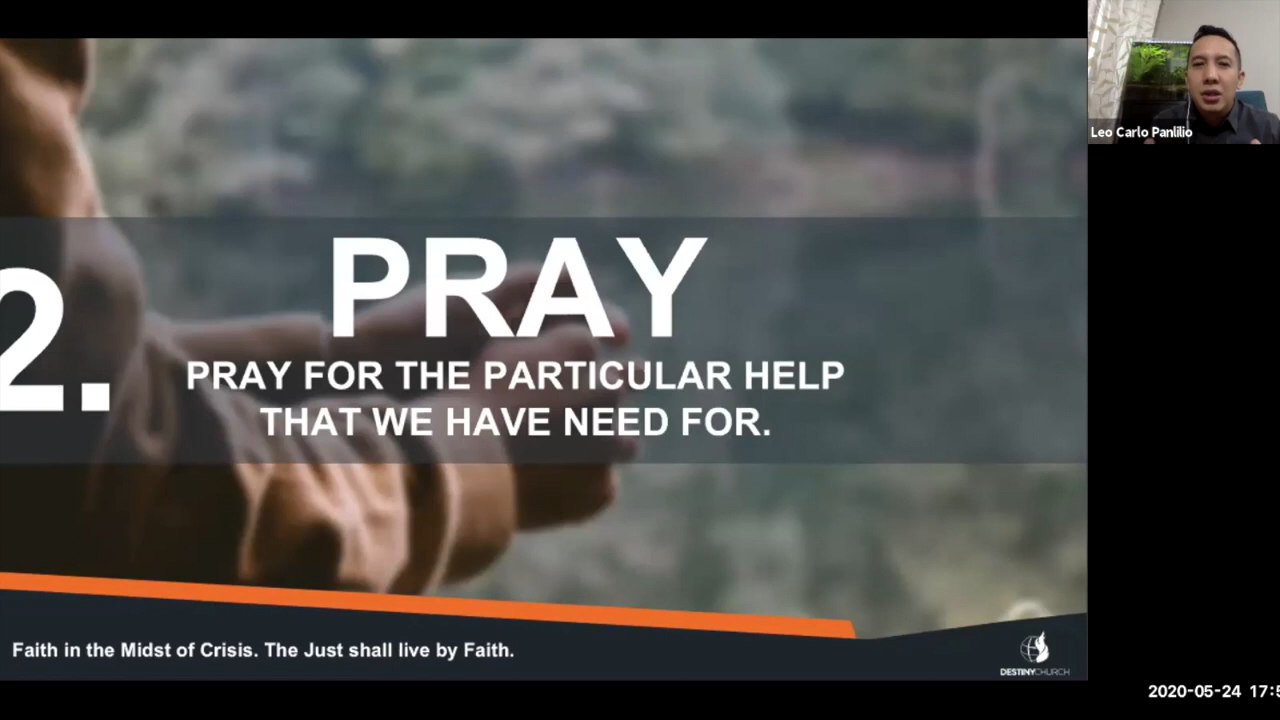 Leo Carlo Panlilio
2.
PRAY
PRAY FOR THE PARTICULAR HELP
THAT WE HAVE NEED FOR.
Faith in the Midst of Crisis. The Just shall live by Faith.
DESTINYCHURCH
2020-05-24 17:5